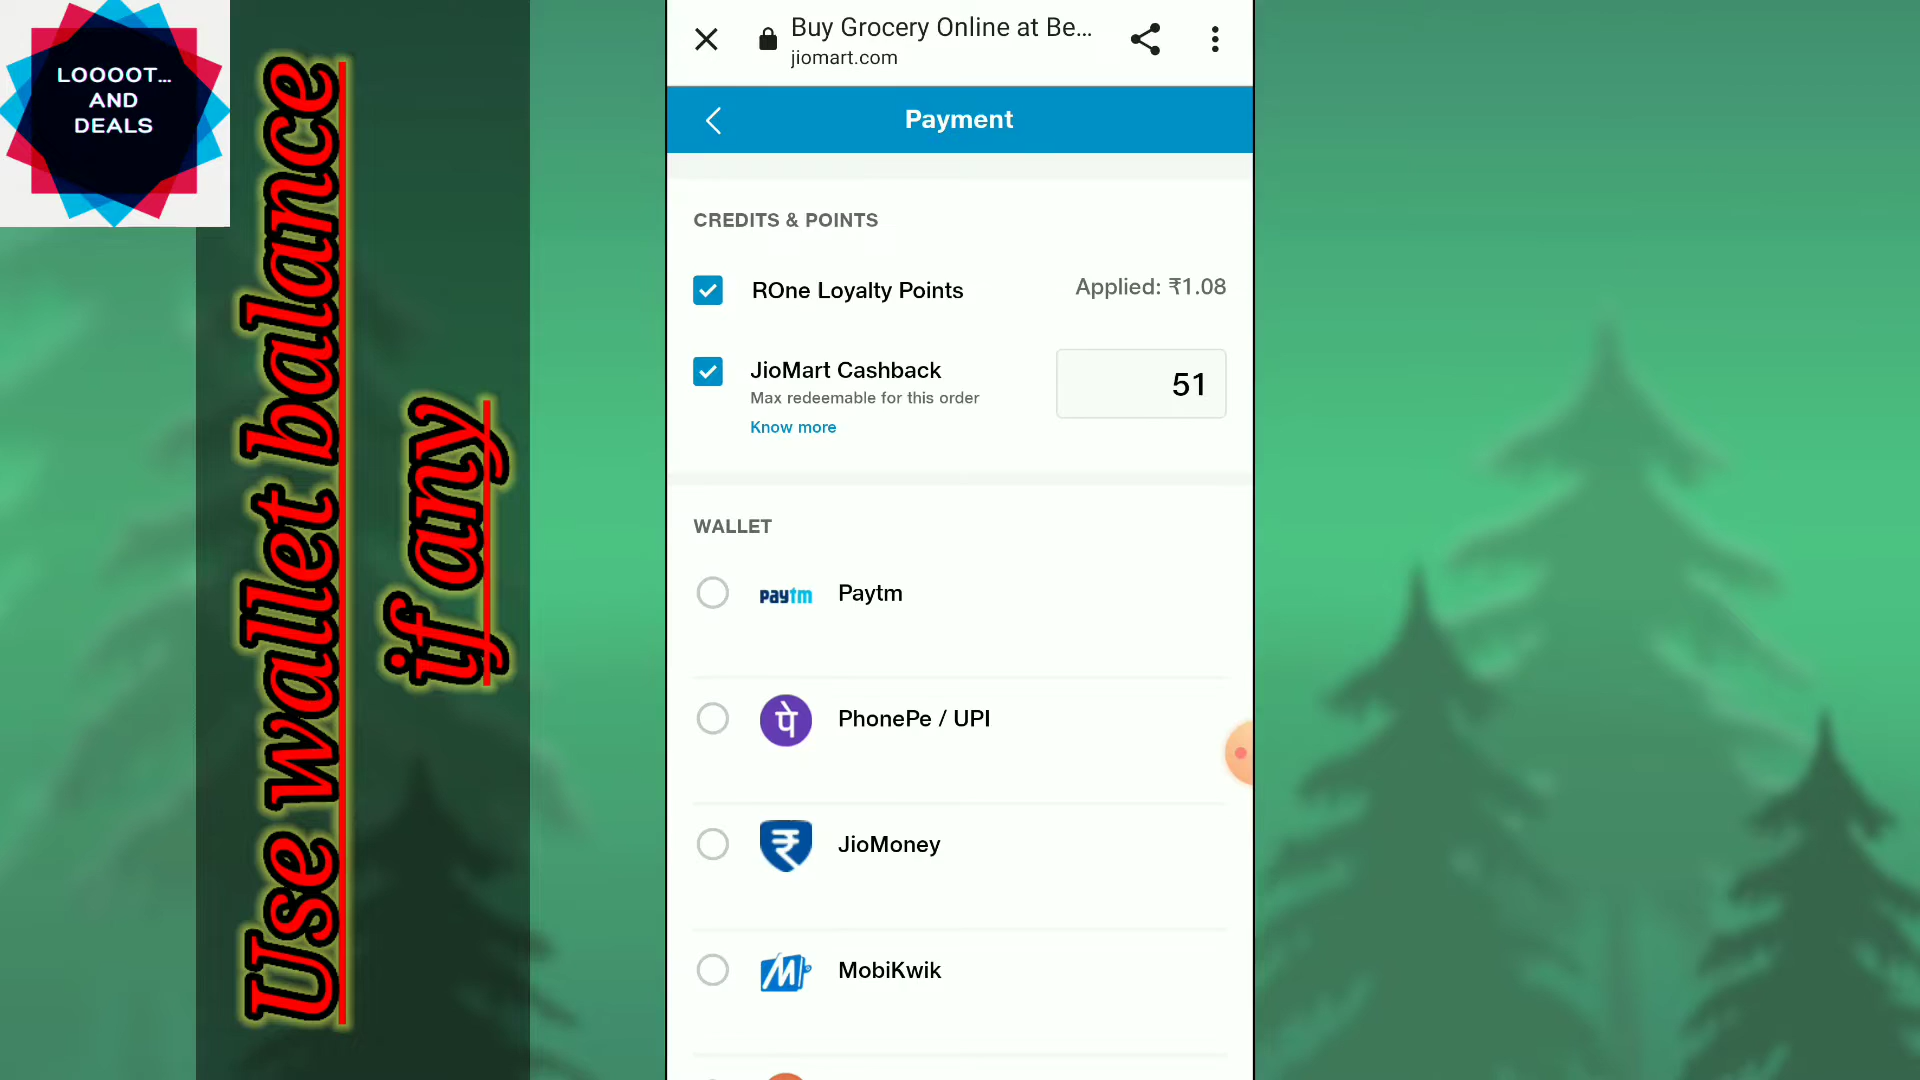 LOOOOT...
AND
DEALS
Use wallet balance
if any
Buy Grocery Online at Be...
jiomart.com
Payment
CREDITS & POINTS
ROne Loyalty Points
Applied: ₹1.08
JioMart Cashback
51
Max redeemable for this order
Know more
WALLET
paytm Paytm
पे PhonePe / UPI
₹ JioMoney
M MobiKwik